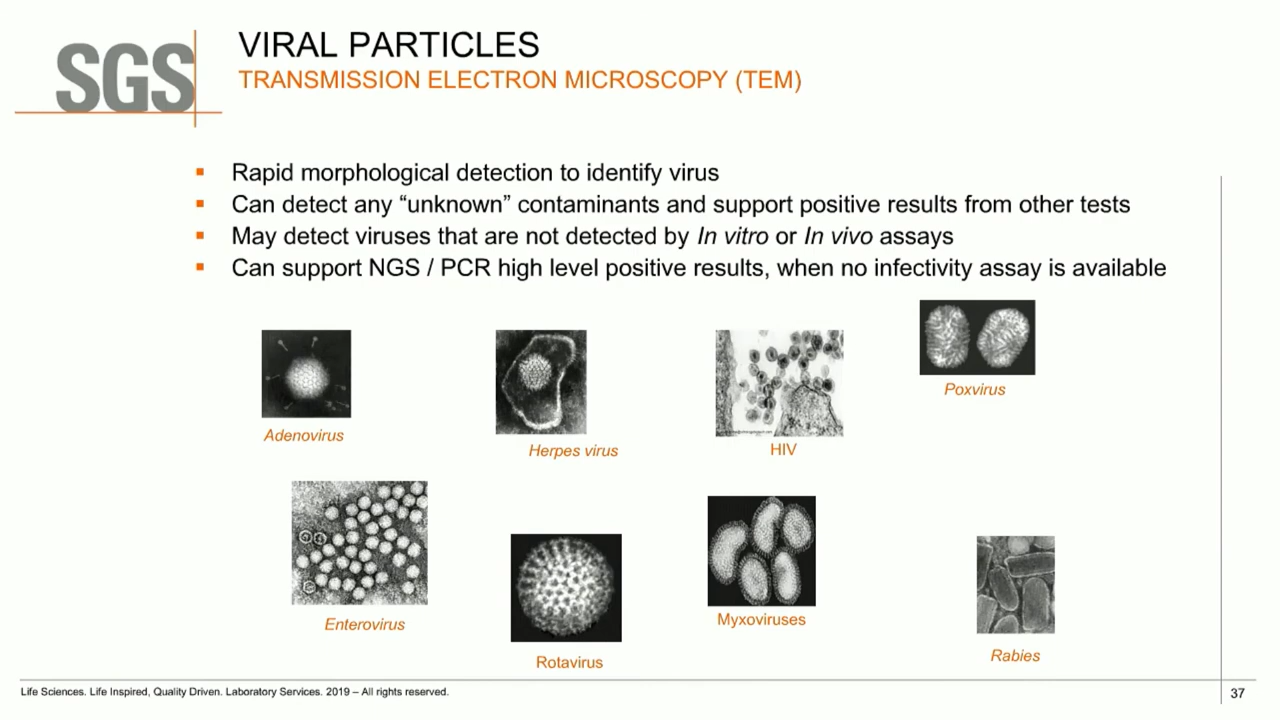 SGS
VIRAL PARTICLES
TRANSMISSION ELECTRON MICROSCOPY (TEM)
Rapid morphological detection to identify virus
Can detect any “unknown” contaminants and support positive results from other tests
May detect viruses that are not detected by In vitro or In vivo assays
Can support NGS / PCR high level positive results, when no infectivity assay is available
Adenovirus
Herpes virus
HIV
Poxvirus
Enterovirus
Rotavirus
Myxoviruses
Rabies
Life Sciences. Life Inspired, Quality Driven. Laboratory Services. 2019 – All rights reserved.
37